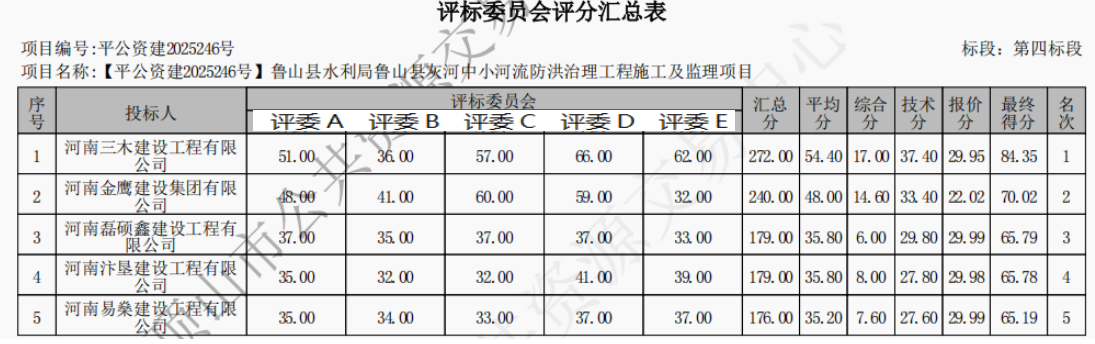 评标委员会评分汇总表
项目编号:平公资建2025246号 标段：第四标段
项目名称:【平公资建2025246号】鲁山县水利局鲁山县灰河中小河流防洪治理工程施工及监理项目
序号 投标人 评标委员会 汇总分 平均分 综合分 技术分 报价分 最终得分 名次
评委 A 评委 B 评委 C 评委 D 评委 E
1 河南三木建设工程有限公司 51.00 36.00 57.00 66.00 62.00 272.00 54.40 17.00 37.40 29.95 84.35 1
2 河南金鹰建设集团有限公司 48.00 41.00 60.00 59.00 32.00 240.00 48.00 14.60 33.40 22.02 70.02 2
3 河南磊硕鑫建设工程有限公司 37.00 35.00 37.00 37.00 33.00 179.00 35.80 6.00 29.80 29.99 65.79 3
4 河南汴垦建设工程有限公司 35.00 32.00 32.00 41.00 39.00 179.00 35.80 8.00 27.80 29.98 65.78 4
5 河南易燊建设工程有限公司 35.00 34.00 33.00 37.00 37.00 176.00 35.20 7.60 27.60 29.99 65.19 5